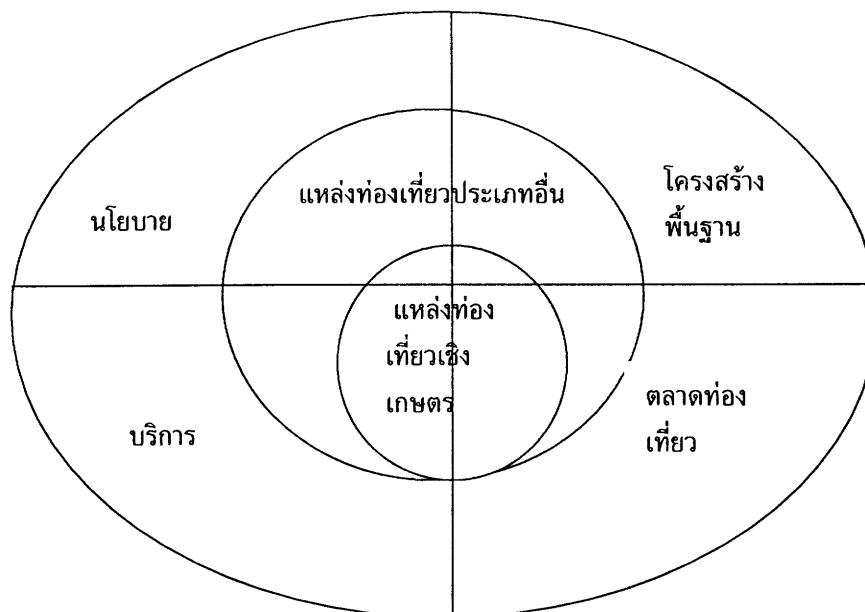 แหล่งท่องเที่ยวประเภทอื่น
โครงสร้าง
พื้นฐาน
นโยบาย
แหล่งท่อง
เที่ยวเชิง
เกษตร
ตลาดท่อง
เที่ยว
บริการ